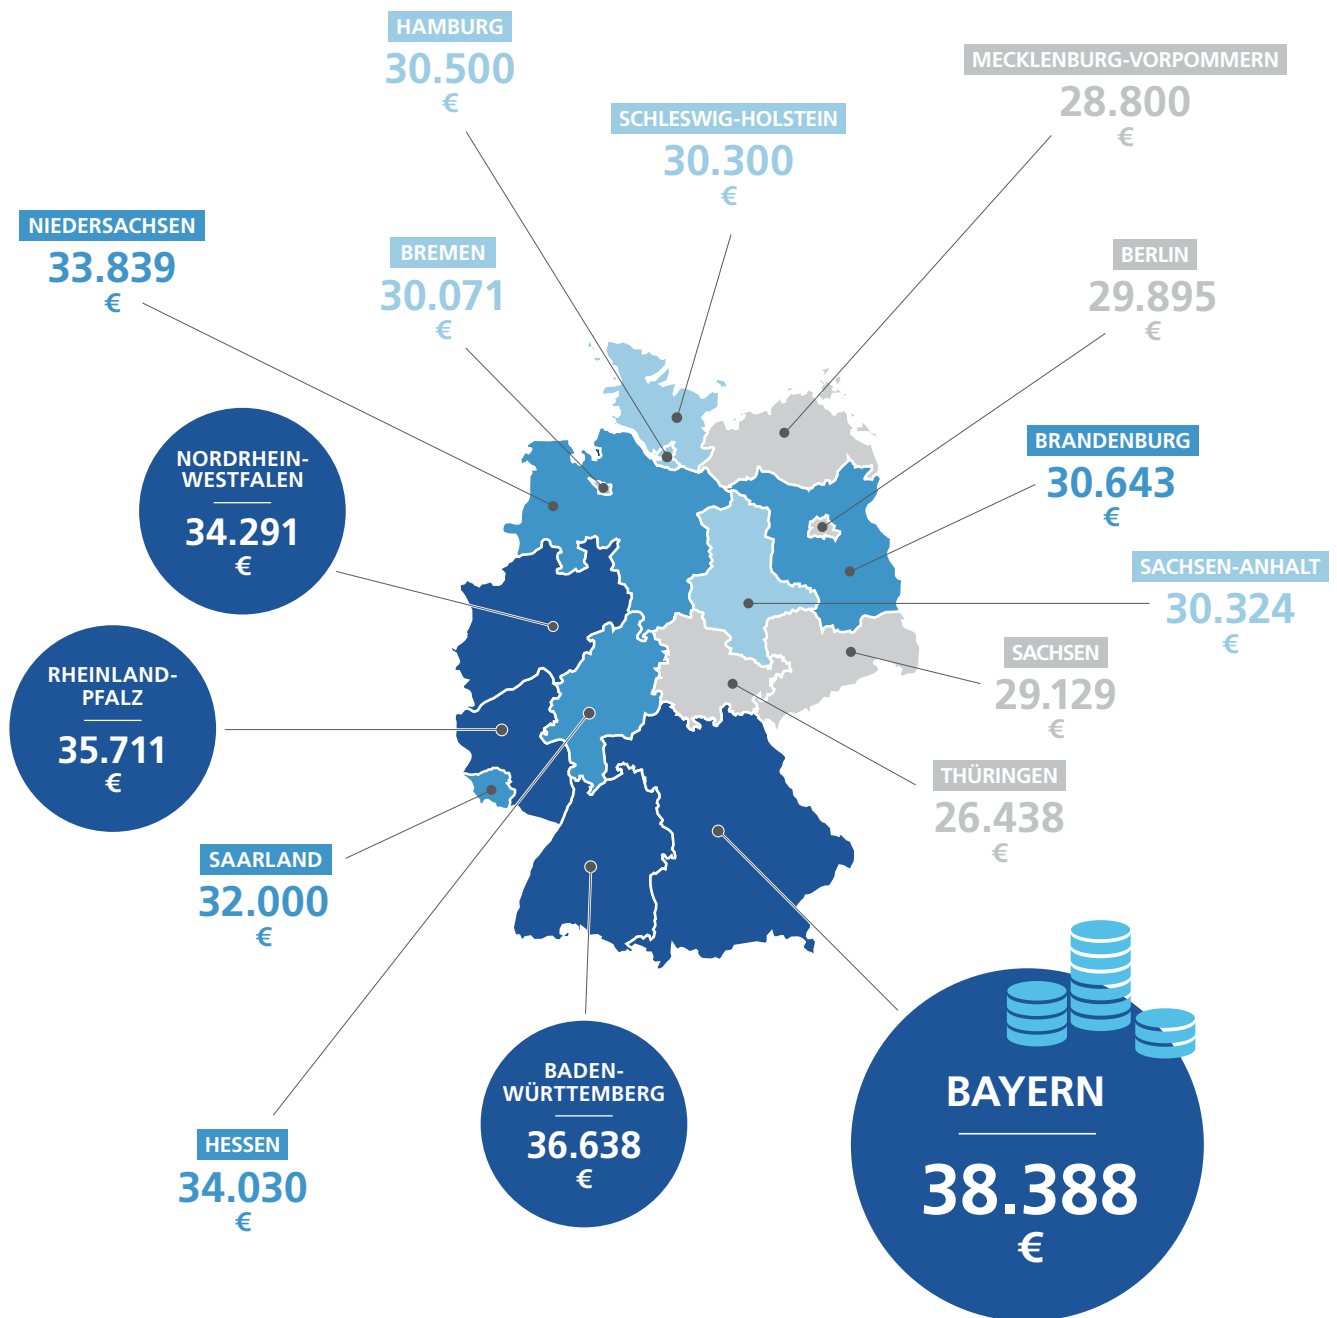 HAMBURG
30.500
€
MECKLENBURG-VORPOMMERN
28.800
€
SCHLESWIG-HOLSTEIN
30.300
€
NIEDERSACHSEN
33.839
€
BREMEN
30.071
€
BERLIN
29.895
€
NORDRHEIN-
WESTFALEN
34.291
€
BRANDENBURG
30.643
€
SACHSEN-ANHALT
30.324
€
RHEINLAND-
PFALZ
35.711
€
SACHSEN
29.129
€
THÜRINGEN
26.438
€
SAARLAND
32.000
€
BADEN-
WÜRTTEMBERG
36.638
€
BAYERN
38.388
€
HESSEN
34.030
€